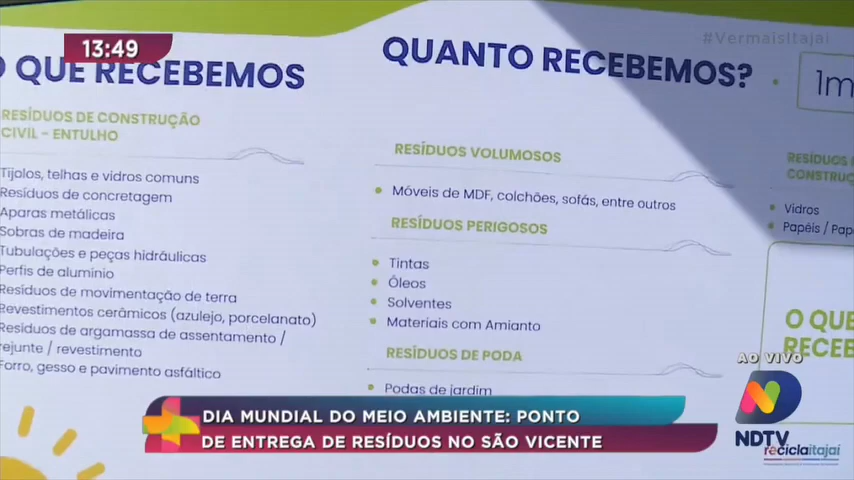 13:49
#VermaisItajaí
O QUE RECEBEMOS
RESÍDUOS DE CONSTRUÇÃO
CIVIL - ENTULHO
Tijolos, telhas e vidros comuns
Resíduos de concretagem
Aparas metálicas
Sobras de madeira
Tubulações e peças hidráulicas
Perfis de alumínio
Resíduos de movimentação de terra
Revestimentos cerâmicos (azulejo, porcelanato)
Resíduos de argamassa de assentamento /
rejunte / revestimento
Forro, gesso e pavimento asfáltico
QUANTO RECEBEMOS?
RESÍDUOS VOLUMOSOS
Móveis de MDF, colchões, sofás, entre outros
RESÍDUOS PERIGOSOS
Tintas
Óleos
Solventes
Materiais com Amianto
RESÍDUOS DE PODA
Podas de jardim
1m
RESÍDUOS
CONSTRUÇ
Vidros
Papéis / Pap
O QUE
RECEB
AO VIVO
NDTV
reciclaitajaí
DIA MUNDIAL DO MEIO AMBIENTE: PONTO
DE ENTREGA DE RESÍDUOS NO SÃO VICENTE